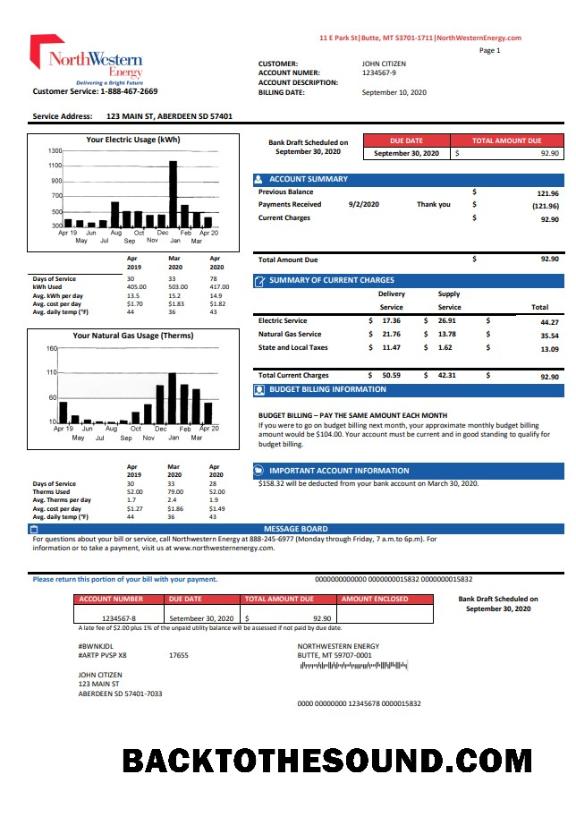 11 E Park St|Butte, MT 53701-1711|NorthWesternEnergy.com
Page 1
NorthWestern
Energy
Delivering a Bright Future
Customer Service: 1-888-467-2669
CUSTOMER: JOHN CITIZEN
ACCOUNT NUMER: 1234567-9
ACCOUNT DESCRIPTION:
BILLING DATE: September 10, 2020
Service Address: 123 MAIN ST, ABERDEEN SD 57401
Your Electric Usage (kWh)
1300
1100
900
700
500
300
Apr 19 Jun Aug Oct Dec Feb Apr 20
May Jul Sep Nov Jan Mar
Apr Mar Apr
2019 2020 2020
Days of Service 30 33 78
kWh Used 405.00 503.00 417.00
Avg. kWh per day 13.5 15.2 14.9
Avg. cost per day $1.70 $1.83 $1.82
Avg. daily temp (°F) 44 36 43
Your Natural Gas Usage (Therms)
160
110
60
10
Apr 19 Jun Aug Oct Dec Feb Apr 20
May Jul Sep Nov Jan Mar
Apr Mar Apr
2019 2020 2020
Days of Service 30 33 28
Therms Used 52.00 79.00 52.00
Avg. Therms per day 1.7 2.4 1.9
Avg. cost per day $1.27 $1.86 $1.49
Avg. daily temp (°F) 44 36 43
Bank Draft Scheduled on
September 30, 2020
DUE DATE TOTAL AMOUNT DUE
September 30, 2020 $ 92.90
ACCOUNT SUMMARY
Previous Balance $ 121.96
Payments Received 9/2/2020 Thank you $ (121.96)
Current Charges $ 92.90
Total Amount Due $ 92.90
SUMMARY OF CURRENT CHARGES
Delivery Supply
Service Service Total
Electric Service $ 17.36 $ 26.91 $ 44.27
Natural Gas Service $ 21.76 $ 13.78 $ 35.54
State and Local Taxes $ 11.47 $ 1.62 $ 13.09
Total Current Charges $ 50.59 $ 42.31 $ 92.90
BUDGET BILLING INFORMATION
BUDGET BILLING – PAY THE SAME AMOUNT EACH MONTH
If you were to go on budget billing next month, your approximate monthly budget billing
amount would be $104.00. Your account must be current and in good standing to qualify for
budget billing.
IMPORTANT ACCOUNT INFORMATION
$158.32 will be deducted from your bank account on March 30, 2020.
MESSAGE BOARD
For questions about your bill or service, call Northwestern Energy at 888-245-6977 (Monday through Friday, 7 a.m.to 6p.m). For
information or to take a payment, visit us at www.northwesternenergy.com.
Please return this portion of your bill with your payment. 000000000000 0000000015832 0000000015832
ACCOUNT NUMBER DUE DATE TOTAL AMOUNT DUE AMOUNT ENCLOSED
1234567-8 Setembeer 30, 2020 $ 92.90
Bank Draft Scheduled on
September 30, 2020
A late fee of $2.00 plus 1% of the unpaid utility balance will be assessed if not paid by due date.
#BWNKJDL
#ARTP PVSP X8 17655
JOHN CITIZEN
123 MAIN ST
ABERDEEN SD 57401-7033
NORTHWESTERN ENERGY
BUTTE, MT 59707-0001
0000 00000000 12345678 0000015832
BACKTOTHESOUND.COM